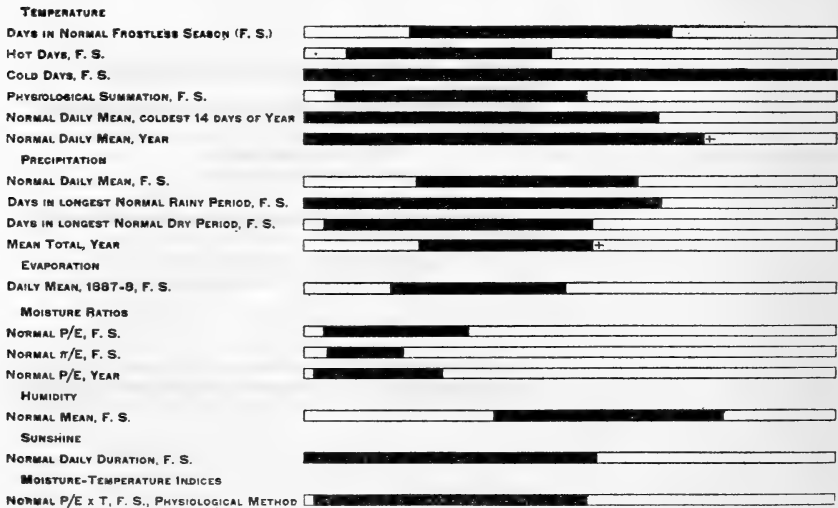 TEMPERATURE
DAYS IN NORMAL FROSTLESS SEASON (F. S.)
HOT DAYS, F. S.
COLD DAYS, F. S.
PHYSIOLOGICAL SUMMATION, F. S.
NORMAL DAILY MEAN, COLDEST 14 DAYS OF YEAR
NORMAL DAILY MEAN, YEAR +
PRECIPITATION
NORMAL DAILY MEAN, F. S.
DAYS IN LONGEST NORMAL RAINY PERIOD, F. S.
DAYS IN LONGEST NORMAL DRY PERIOD, F. S.
MEAN TOTAL, YEAR +
EVAPORATION
DAILY MEAN, 1887-8, F. S.
MOISTURE RATIOS
NORMAL P/E, F. S.
NORMAL π/E, F. S.
NORMAL P/E, YEAR
HUMIDITY
NORMAL MEAN, F. S.
SUNSHINE
NORMAL DAILY DURATION, F. S.
MOISTURE-TEMPERATURE INDICES
NORMAL P/E X T, F. S., PHYSIOLOGICAL METHOD